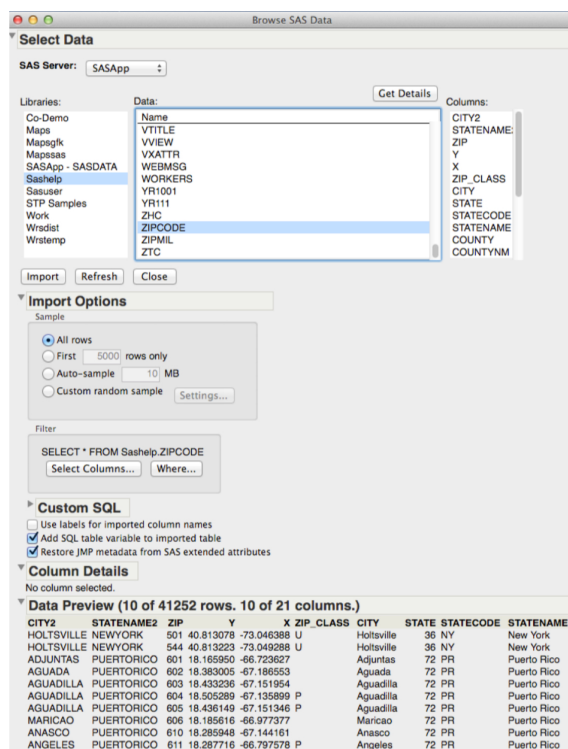 Browse SAS Data
Select Data
SAS Server: SASApp
Get Details
Libraries:
Co-Demo
Maps
Mapsgfk
Mapssas
SASApp - SASDATA
Sashelp
Sasuser
STP Samples
Work
Wrsdist
Wrstemp
Data:
Name
VTITLE
VVIEW
VXATTR
WEBMSG
WORKERS
YR1001
YR111
ZHC
ZIPCODE
ZIPMIL
ZTC
Columns:
CITY2
STATENAME:
ZIP
Y
X
ZIP_CLASS
CITY
STATE
STATECODE
STATENAME
COUNTY
COUNTYNM
Import Refresh Close
Import Options
Sample
All rows
First 5000 rows only
Auto-sample 10 MB
Custom random sample Settings...
Filter
SELECT * FROM Sashelp.ZIPCODE
Select Columns... Where...
Custom SQL
Use labels for imported column names
Add SQL table variable to imported table
Restore JMP metadata from SAS extended attributes
Column Details
No column selected.
Data Preview (10 of 41252 rows. 10 of 21 columns.)
CITY2 STATENAME2 ZIP Y X ZIP_CLASS CITY STATE STATECODE STATENAME
HOLTSVILLE NEWYORK 501 40.813078 -73.046388 U Holtsville 36 NY New York
HOLTSVILLE NEWYORK 544 40.813223 -73.049288 U Holtsville 36 NY New York
ADJUNTAS PUERTORICO 601 18.165950 -66.723627 Adjuntas 72 PR Puerto Rico
AGUADA PUERTORICO 602 18.383005 -67.186553 Aguada 72 PR Puerto Rico
AGUADILLA PUERTORICO 603 18.433236 -67.151954 Aguadilla 72 PR Puerto Rico
AGUADILLA PUERTORICO 604 18.505289 -67.135899 P Aguadilla 72 PR Puerto Rico
AGUADILLA PUERTORICO 605 18.436149 -67.151346 P Aguadilla 72 PR Puerto Rico
MARICAO PUERTORICO 606 18.185616 -66.977377 Maricao 72 PR Puerto Rico
ANASCO PUERTORICO 610 18.285948 -67.144161 Anasco 72 PR Puerto Rico
ANGELES PUERTORICO 611 18.287716 -66.797578 P Angeles 72 PR Puerto Rico